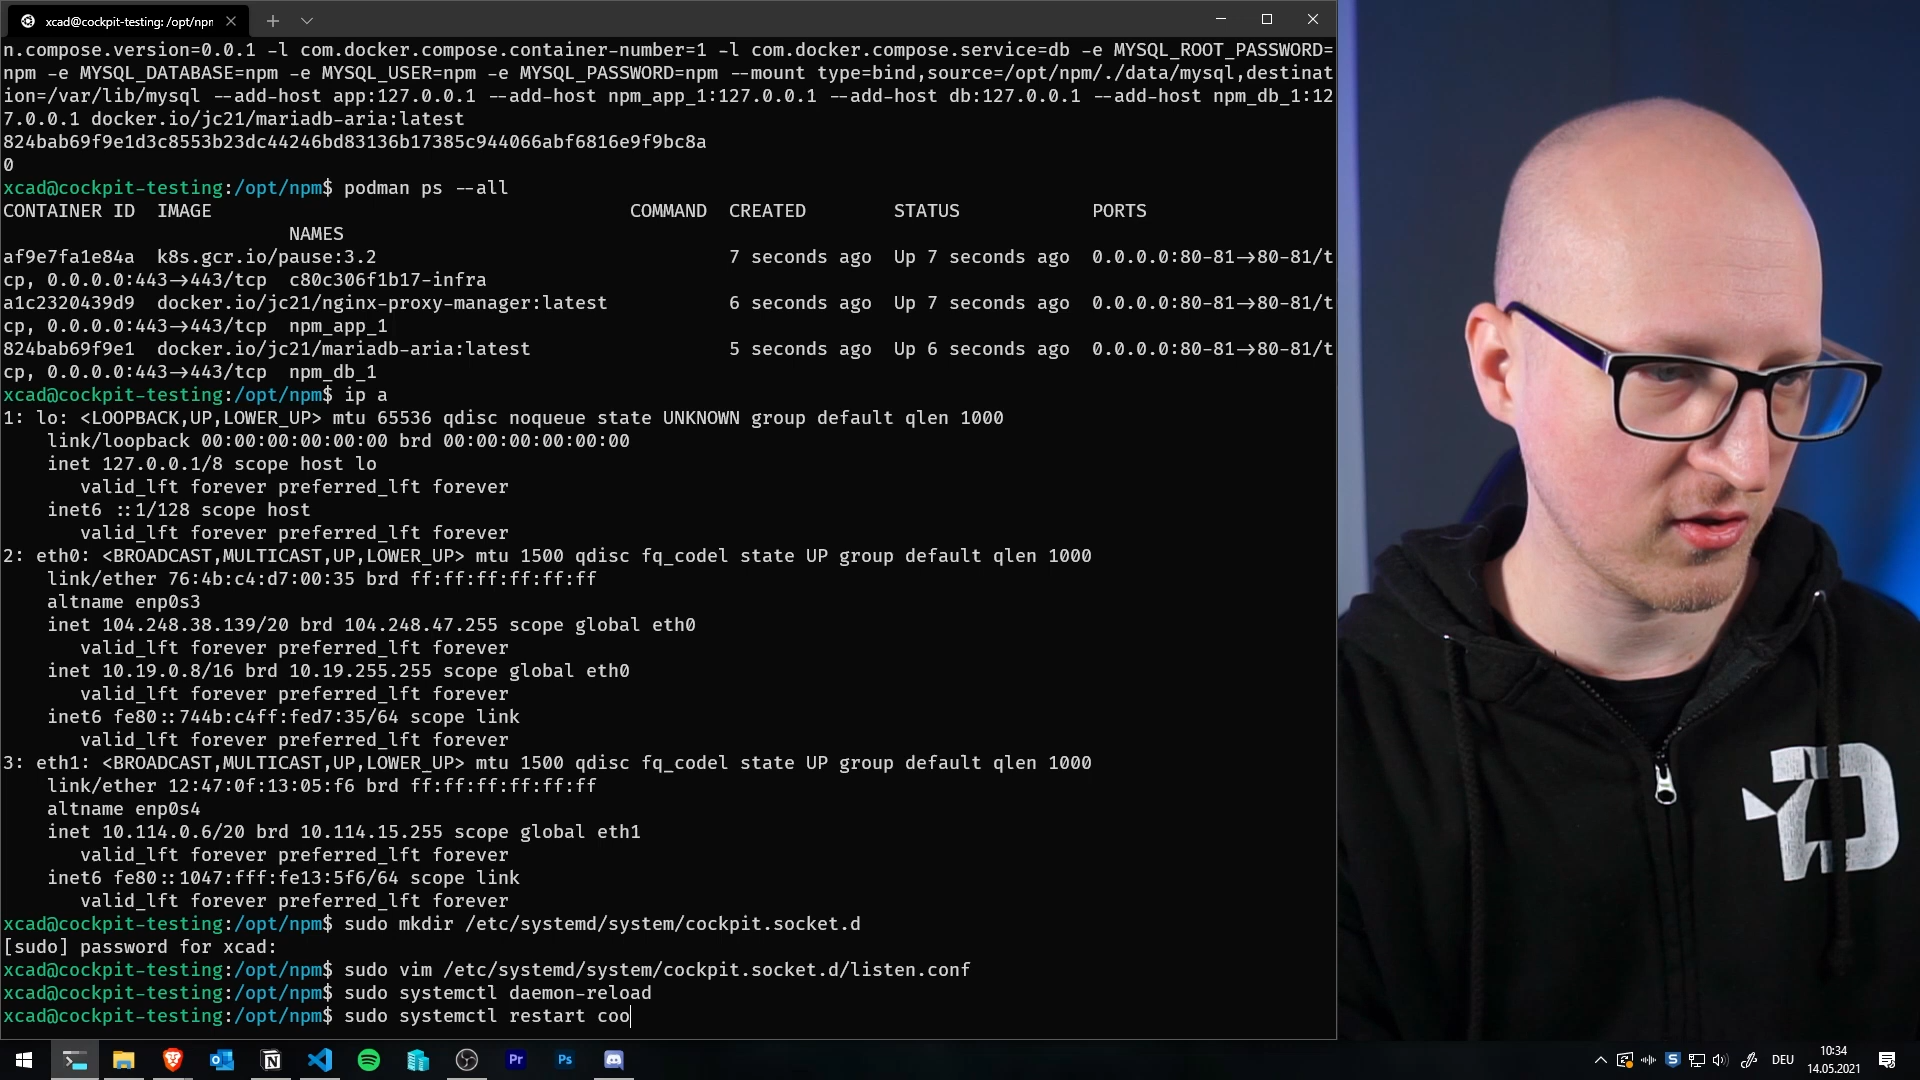 xcad@cockpit-testing: /opt/npm
n.compose.version=0.0.1 -l com.docker.compose.container-number=1 -l com.docker.compose.service=db -e MYSQL_ROOT_PASSWORD=
npm -e MYSQL_DATABASE=npm -e MYSQL_USER=npm -e MYSQL_PASSWORD=npm --mount type=bind,source=/opt/npm/./data/mysql,destinat
ion=/var/lib/mysql --add-host app:127.0.0.1 --add-host npm_app_1:127.0.0.1 --add-host db:127.0.0.1 --add-host npm_db_1:12
7.0.0.1 docker.io/jc21/mariadb-aria:latest
824bab69f9e1d3c8553b23dc44246bd83136b17385c944066abf6816e9f9bc8a
0
xcad@cockpit-testing:/opt/npm$ podman ps --all
CONTAINER ID  IMAGE                                      COMMAND  CREATED        STATUS            PORTS
                          NAMES
af9e7fa1e84a  k8s.gcr.io/pause:3.2                                7 seconds ago  Up 7 seconds ago  0.0.0.0:80-81->80-81/t
cp, 0.0.0.0:443->443/tcp  c80c306f1b17-infra
a1c2320439d9  docker.io/jc21/nginx-proxy-manager:latest           6 seconds ago  Up 7 seconds ago  0.0.0.0:80-81->80-81/t
cp, 0.0.0.0:443->443/tcp  npm_app_1
824bab69f9e1  docker.io/jc21/mariadb-aria:latest                  5 seconds ago  Up 6 seconds ago  0.0.0.0:80-81->80-81/t
cp, 0.0.0.0:443->443/tcp  npm_db_1
xcad@cockpit-testing:/opt/npm$ ip a
1: lo: <LOOPBACK,UP,LOWER_UP> mtu 65536 qdisc noqueue state UNKNOWN group default qlen 1000
    link/loopback 00:00:00:00:00:00 brd 00:00:00:00:00:00
    inet 127.0.0.1/8 scope host lo
       valid_lft forever preferred_lft forever
    inet6 ::1/128 scope host
       valid_lft forever preferred_lft forever
2: eth0: <BROADCAST,MULTICAST,UP,LOWER_UP> mtu 1500 qdisc fq_codel state UP group default qlen 1000
    link/ether 76:4b:c4:d7:00:35 brd ff:ff:ff:ff:ff:ff
    altname enp0s3
    inet 104.248.38.139/20 brd 104.248.47.255 scope global eth0
       valid_lft forever preferred_lft forever
    inet 10.19.0.8/16 brd 10.19.255.255 scope global eth0
       valid_lft forever preferred_lft forever
    inet6 fe80::744b:c4ff:fed7:35/64 scope link
       valid_lft forever preferred_lft forever
3: eth1: <BROADCAST,MULTICAST,UP,LOWER_UP> mtu 1500 qdisc fq_codel state UP group default qlen 1000
    link/ether 12:47:0f:13:05:f6 brd ff:ff:ff:ff:ff:ff
    altname enp0s4
    inet 10.114.0.6/20 brd 10.114.15.255 scope global eth1
       valid_lft forever preferred_lft forever
    inet6 fe80::1047:fff:fe13:5f6/64 scope link
       valid_lft forever preferred_lft forever
xcad@cockpit-testing:/opt/npm$ sudo mkdir /etc/systemd/system/cockpit.socket.d
[sudo] password for xcad:
xcad@cockpit-testing:/opt/npm$ sudo vim /etc/systemd/system/cockpit.socket.d/listen.conf
xcad@cockpit-testing:/opt/npm$ sudo systemctl daemon-reload
xcad@cockpit-testing:/opt/npm$ sudo systemctl restart coo
Pr
Ps
DEU
10:34
14.05.2021